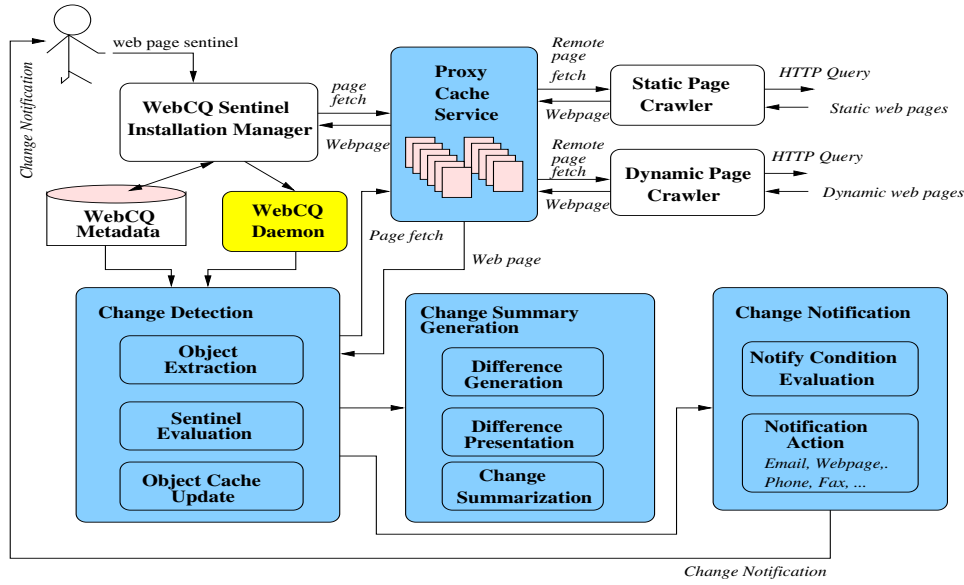 web page sentinel
Change Notification
WebCQ Sentinel
Installation Manager
page
fetch
Webpage
Proxy
Cache
Service
Remote
page
fetch
Webpage
Static Page
Crawler
HTTP Query
Static web pages
Remote
page
fetch
Webpage
Dynamic Page
Crawler
HTTP Query
Dynamic web pages
WebCQ
Metadata
WebCQ
Daemon
Page fetch
Web page
Change Detection
Object
Extraction
Sentinel
Evaluation
Object Cache
Update
Change Summary
Generation
Difference
Generation
Difference
Presentation
Change
Summarization
Change Notification
Notify Condition
Evaluation
Notification
Action
Email, Webpage,.
Phone, Fax, ...
Change Notification